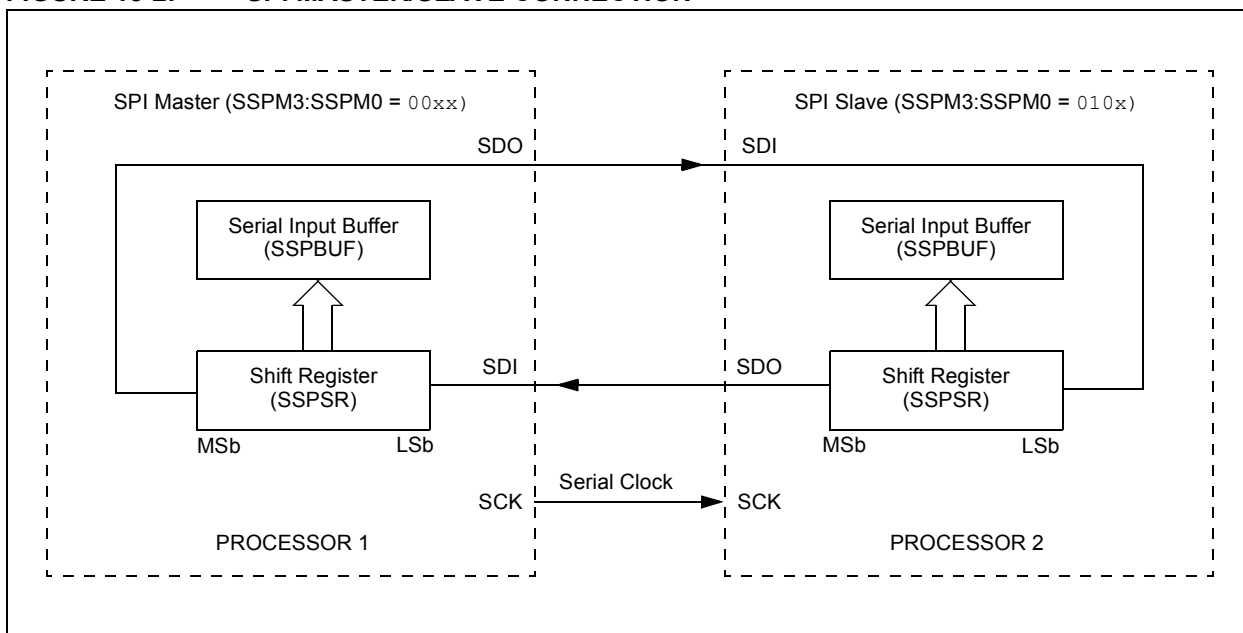 SPI Master (SSPM3:SSPM0 = 00xx)
SPI Slave (SSPM3:SSPM0 = 010x)
SDO
SDI
Serial Input Buffer
(SSPBUF)
Serial Input Buffer
(SSPBUF)
Shift Register
(SSPSR)
SDI
SDO
Shift Register
(SSPSR)
MSb
LSb
MSb
LSb
Serial Clock
SCK
SCK
PROCESSOR 1
PROCESSOR 2